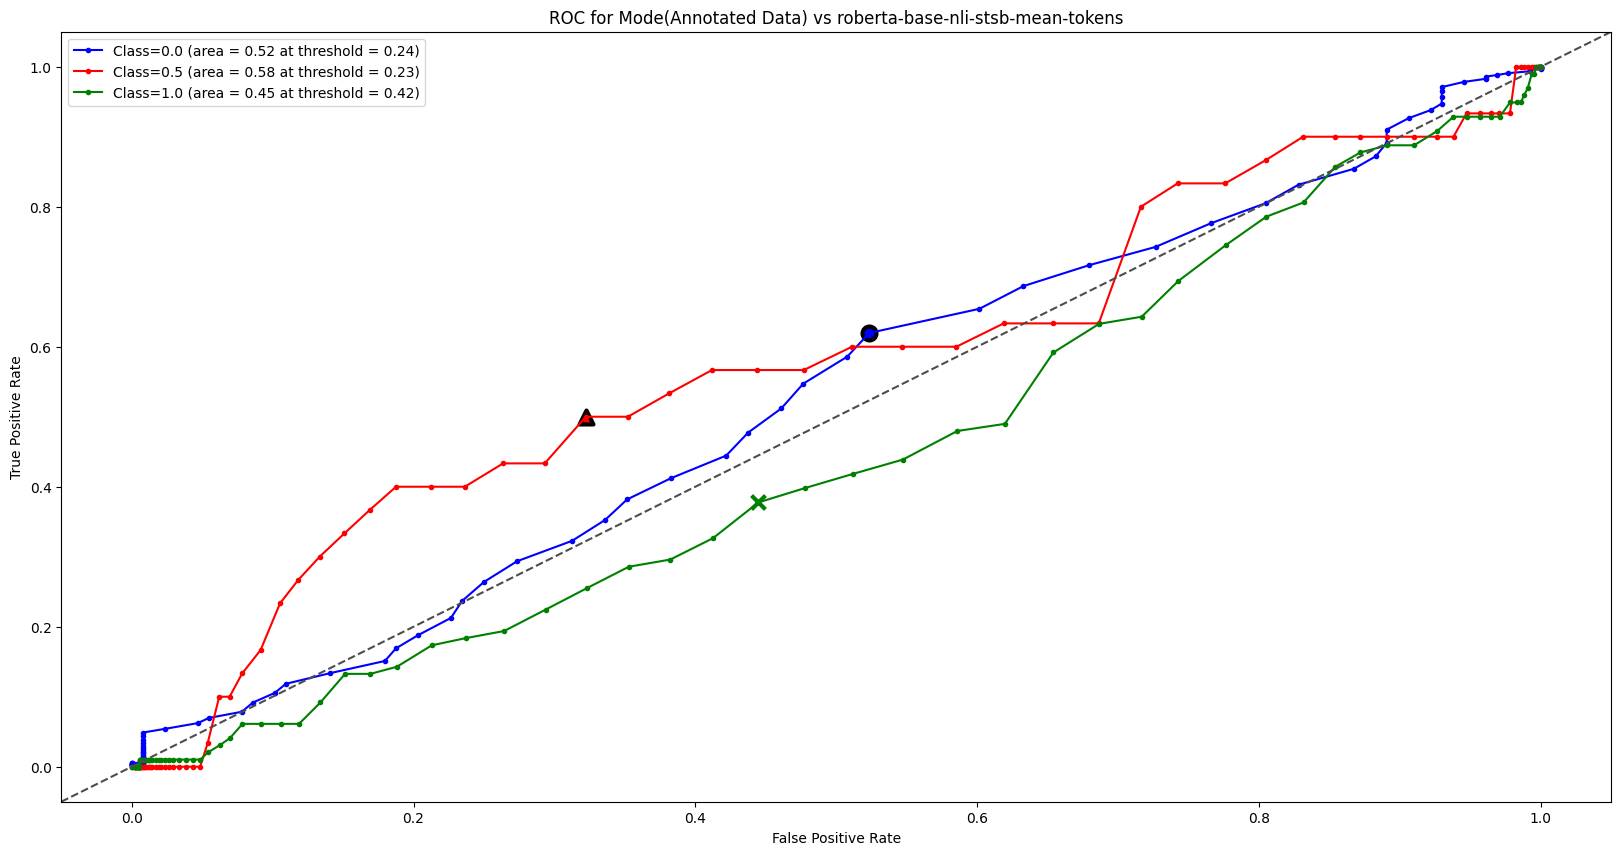 ROC for Mode(Annotated Data) vs roberta-base-nli-stsb-mean-tokens
Class=0.0 (area = 0.52 at threshold = 0.24)
Class=0.5 (area = 0.58 at threshold = 0.23)
Class=1.0 (area = 0.45 at threshold = 0.42)
True Positive Rate
1.0
0.8
0.6
0.4
0.2
0.0
0.0 0.2 0.4 0.6 0.8 1.0
False Positive Rate